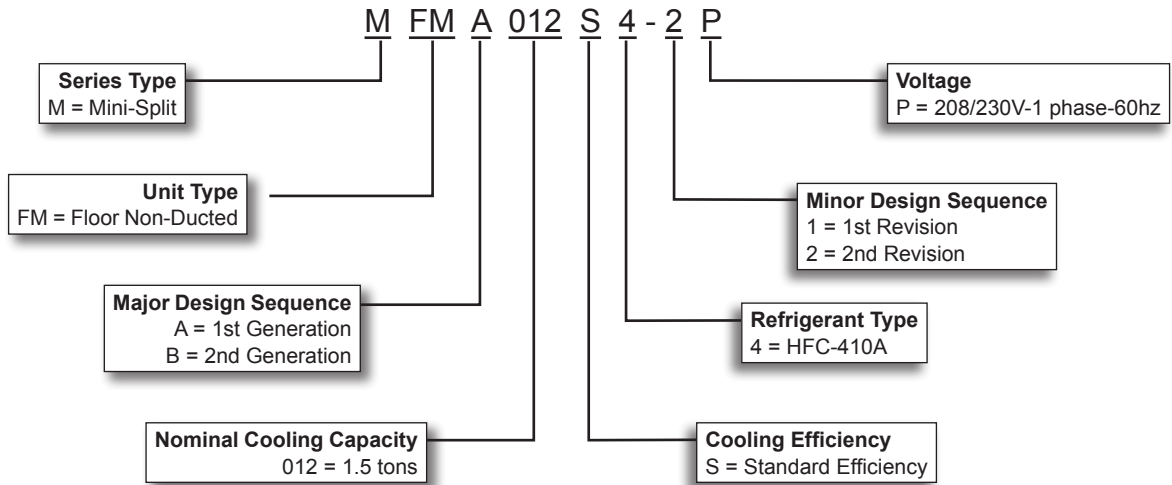 M FM A 012 S 4 - 2 P
Series Type
M = Mini-Split
Voltage
P = 208/230V-1 phase-60hz
Unit Type
FM = Floor Non-Ducted
Minor Design Sequence
1 = 1st Revision
2 = 2nd Revision
Major Design Sequence
A = 1st Generation
B = 2nd Generation
Refrigerant Type
4 = HFC-410A
Nominal Cooling Capacity
012 = 1.5 tons
Cooling Efficiency
S = Standard Efficiency